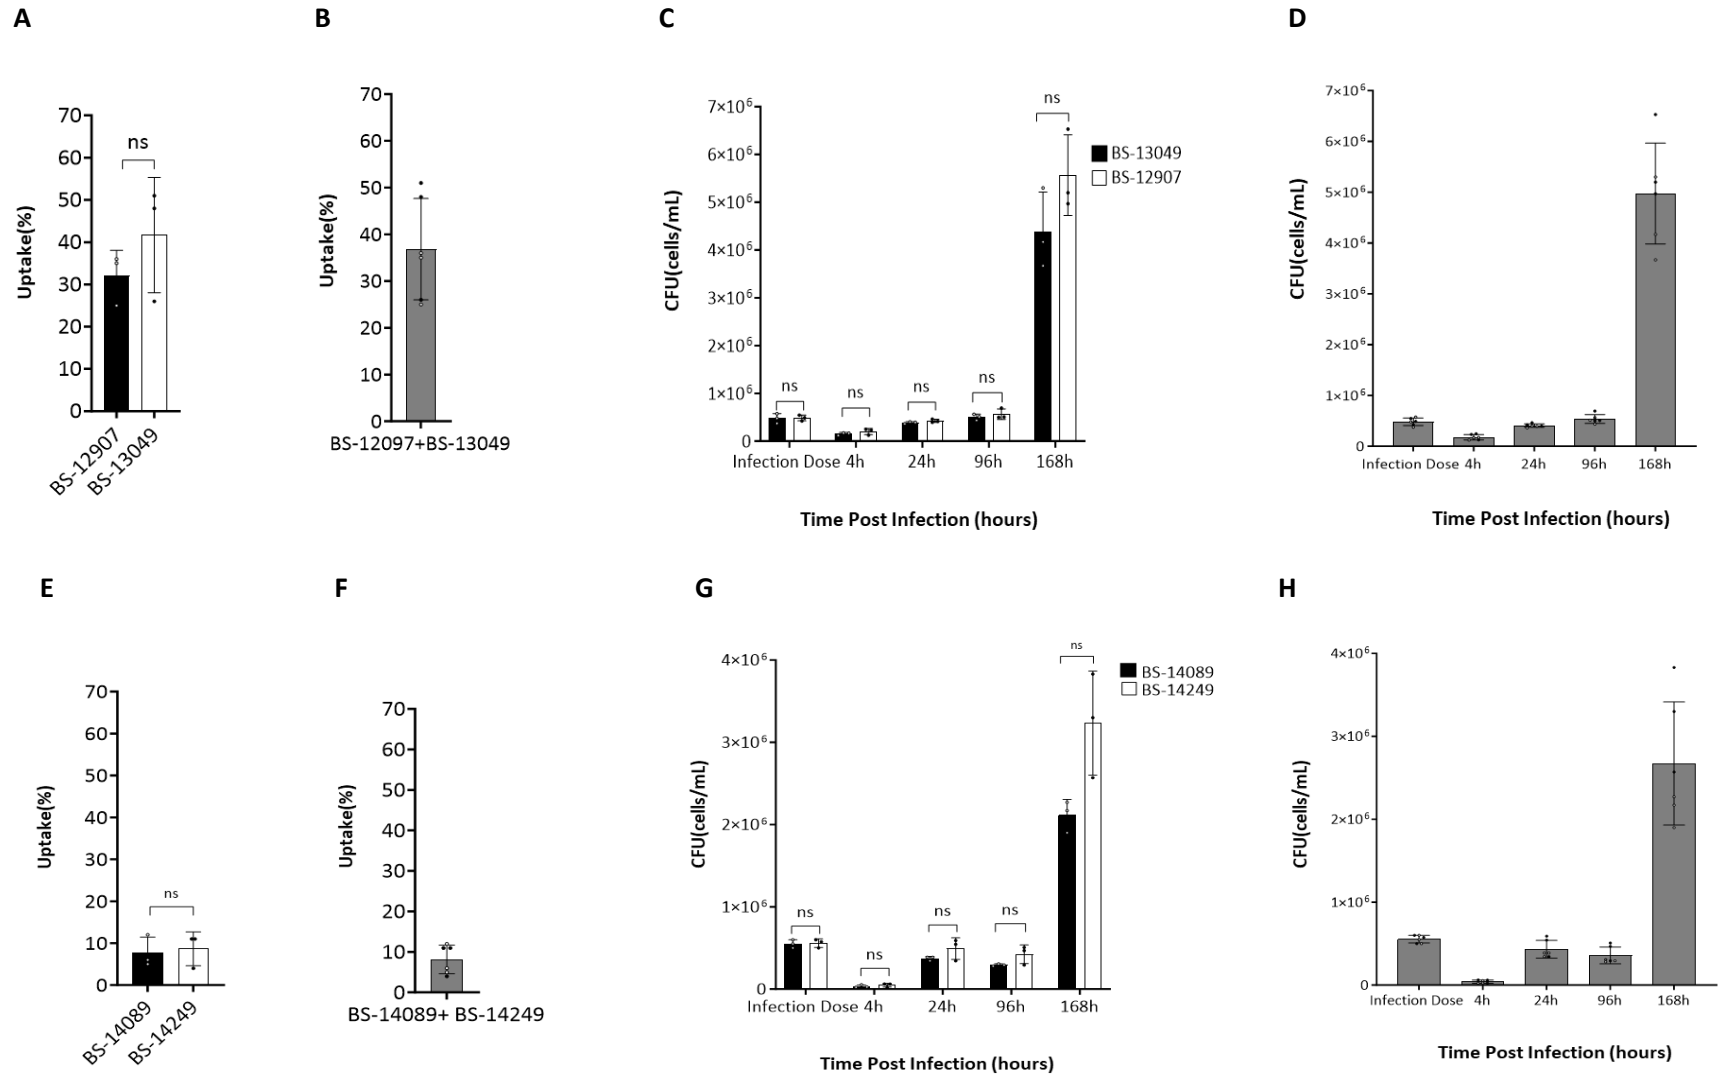 A
B
C
D
70
60
50
40
30
20
10
0
Uptake(%)
ns
BS-12907
BS-13049
70
60
50
40
30
20
10
0
Uptake(%)
BS-12097+BS-13049
7×10⁶
6×10⁶
5×10⁶
4×10⁶
3×10⁶
2×10⁶
1×10⁶
0
CFU(cells/mL)
ns
ns
ns
ns
ns
BS-13049
BS-12907
Infection Dose 4h 24h 96h 168h
Time Post Infection (hours)
7×10⁶
6×10⁶
5×10⁶
4×10⁶
3×10⁶
2×10⁶
1×10⁶
0
CFU(cells/mL)
Infection Dose 4h 24h 96h 168h
Time Post Infection (hours)
E
F
G
H
70
60
50
40
30
20
10
0
Uptake(%)
ns
BS-14089
BS-14249
70
60
50
40
30
20
10
0
Uptake(%)
BS-14089+ BS-14249
4×10⁶
3×10⁶
2×10⁶
1×10⁶
0
CFU(cells/mL)
ns
ns
ns
ns
ns
BS-14089
BS-14249
Infection Dose 4h 24h 96h 168h
Time Post Infection (hours)
4×10⁶
3×10⁶
2×10⁶
1×10⁶
0
CFU(cells/mL)
Infection Dose 4h 24h 96h 168h
Time Post Infection (hours)